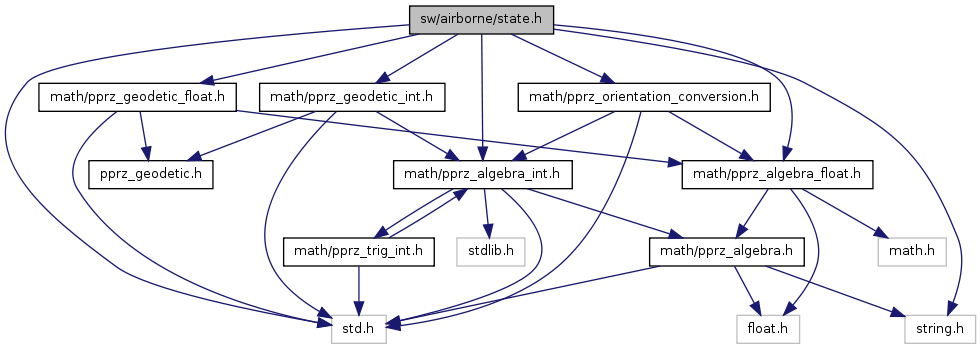 sw/airborne/state.h
math/pprz_geodetic_float.h
math/pprz_geodetic_int.h
math/pprz_orientation_conversion.h
pprz_geodetic.h
math/pprz_algebra_int.h
math/pprz_algebra_float.h
math/pprz_trig_int.h
stdlib.h
math/pprz_algebra.h
math.h
std.h
float.h
string.h